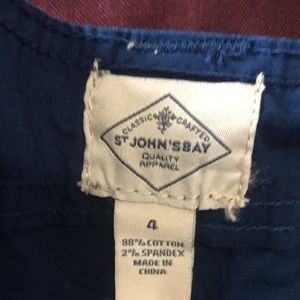 CLASSIC CRAFTED
ST JOHN'S BAY
QUALITY
APPAREL
4
98% COTTON
2% SPANDEX
MADE IN
CHINA